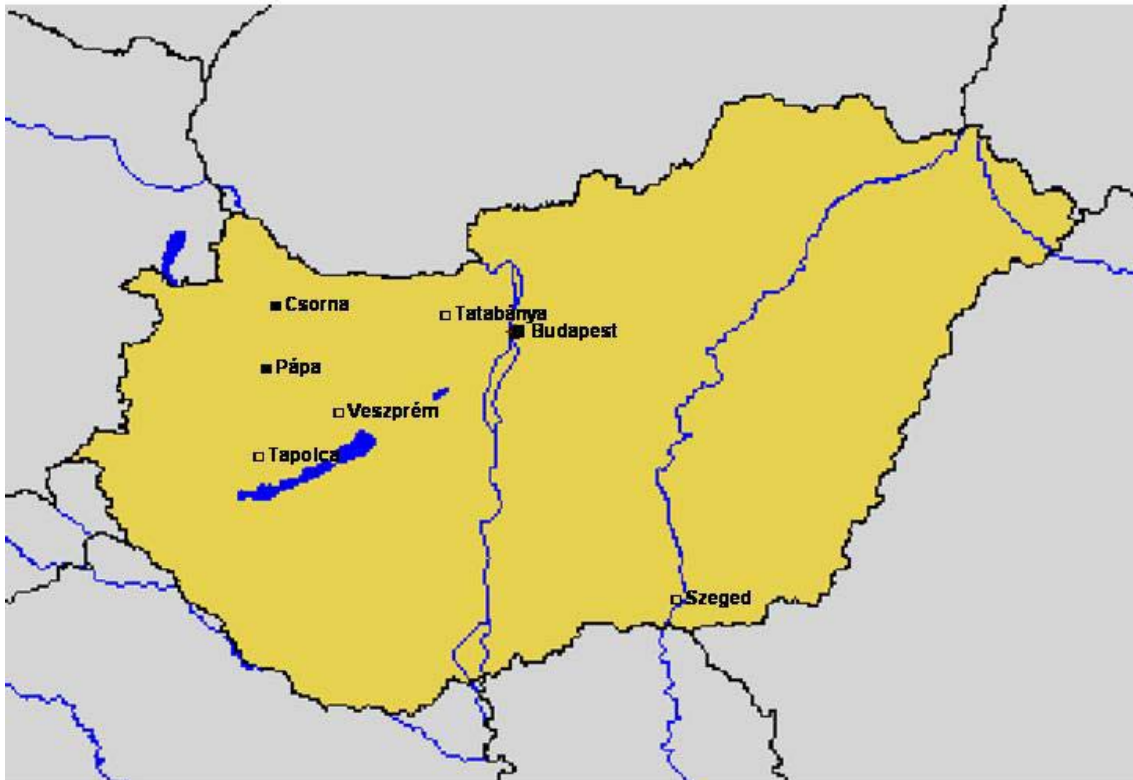 Csorna
Tatabánya
Budapest
Pápa
Veszprém
Tapolca
Szeged